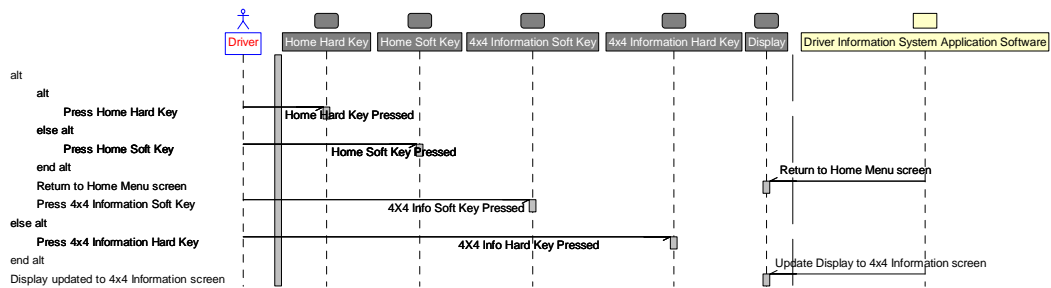 Driver
Home Hard Key
Home Soft Key
4x4 Information Soft Key
4x4 Information Hard Key
Display
Driver Information System Application Software
alt
alt
Press Home Hard Key
Home Hard Key Pressed
else alt
Press Home Soft Key
Home Soft Key Pressed
end alt
Return to Home Menu screen
Return to Home Menu screen
Press 4x4 Information Soft Key
4X4 Info Soft Key Pressed
else alt
Press 4x4 Information Hard Key
4X4 Info Hard Key Pressed
end alt
Update Display to 4x4 Information screen
Display updated to 4x4 Information screen